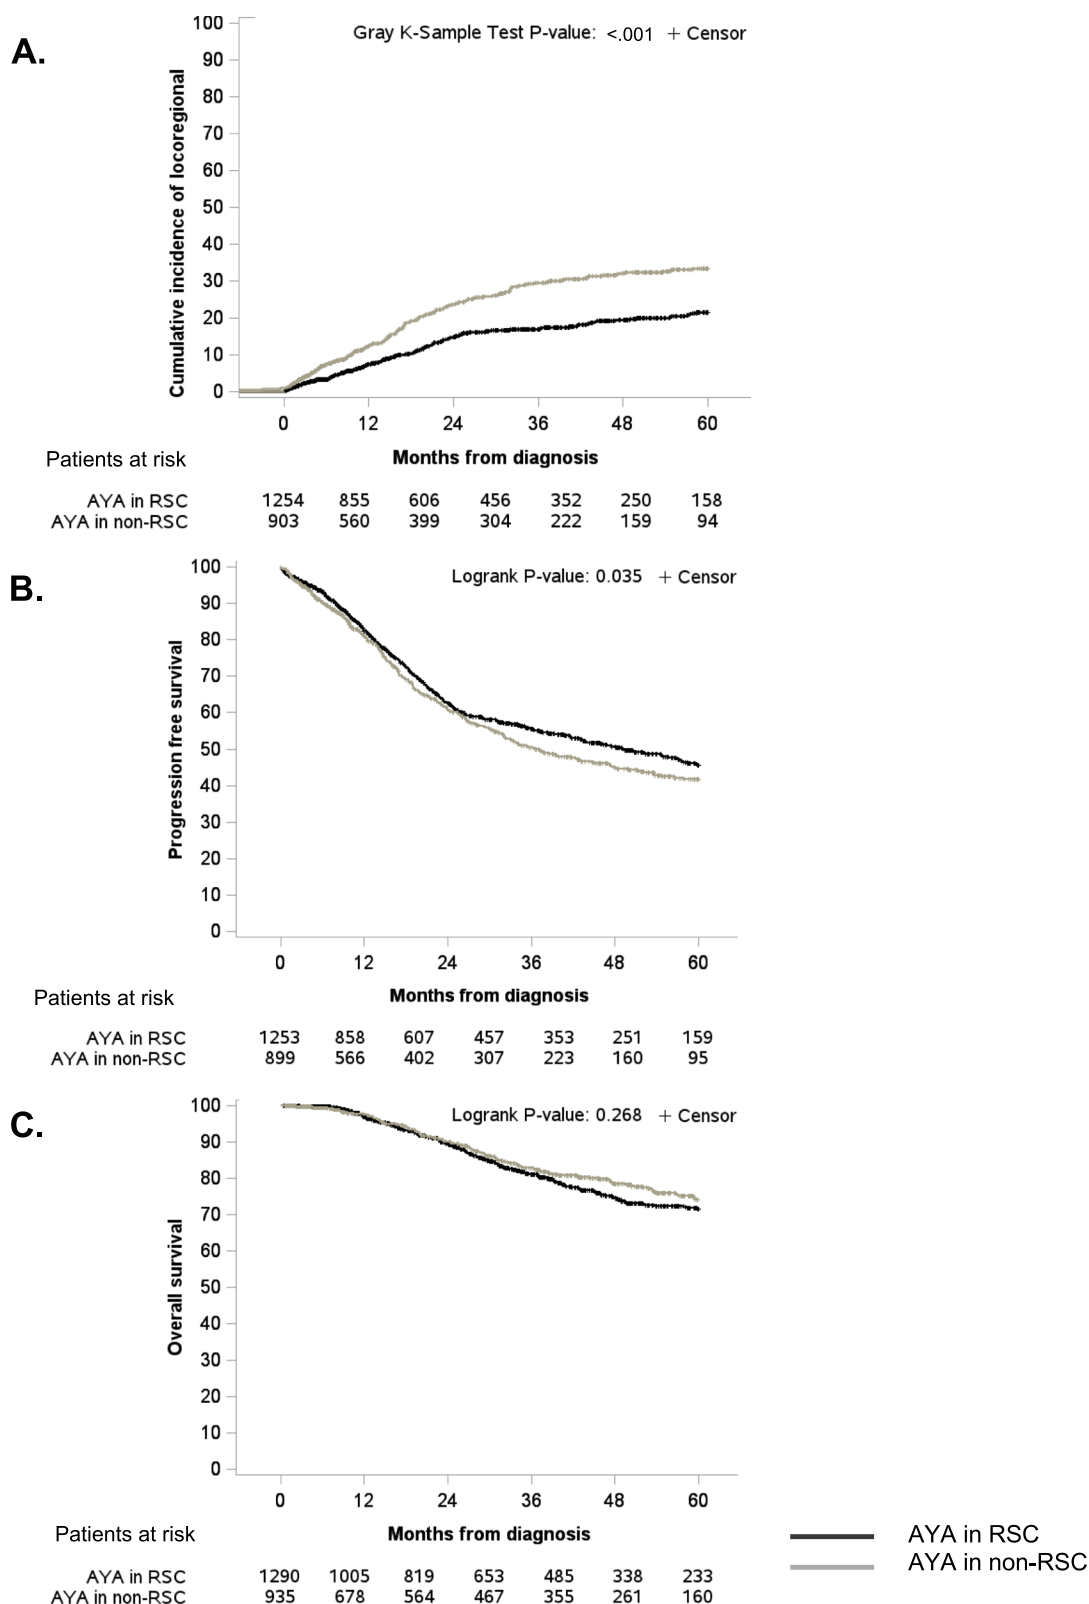 A.
Gray K-Sample Test P-value: <.001 + Censor
Cumulative incidence of locoregional
100
90
80
70
60
50
40
30
20
10
0
0 12 24 36 48 60
Months from diagnosis
Patients at risk
AYA in RSC 1254 855 606 456 352 250 158
AYA in non-RSC 903 560 399 304 222 159 94
B.
Logrank P-value: 0.035 + Censor
Progression free survival
100
90
80
70
60
50
40
30
20
10
0
0 12 24 36 48 60
Months from diagnosis
Patients at risk
AYA in RSC 1253 858 607 457 353 251 159
AYA in non-RSC 899 566 402 307 223 160 95
C.
Logrank P-value: 0.268 + Censor
Overall survival
100
90
80
70
60
50
40
30
20
10
0
0 12 24 36 48 60
Months from diagnosis
Patients at risk
AYA in RSC 1290 1005 819 653 485 338 233
AYA in non-RSC 935 678 564 467 355 261 160
AYA in RSC
AYA in non-RSC